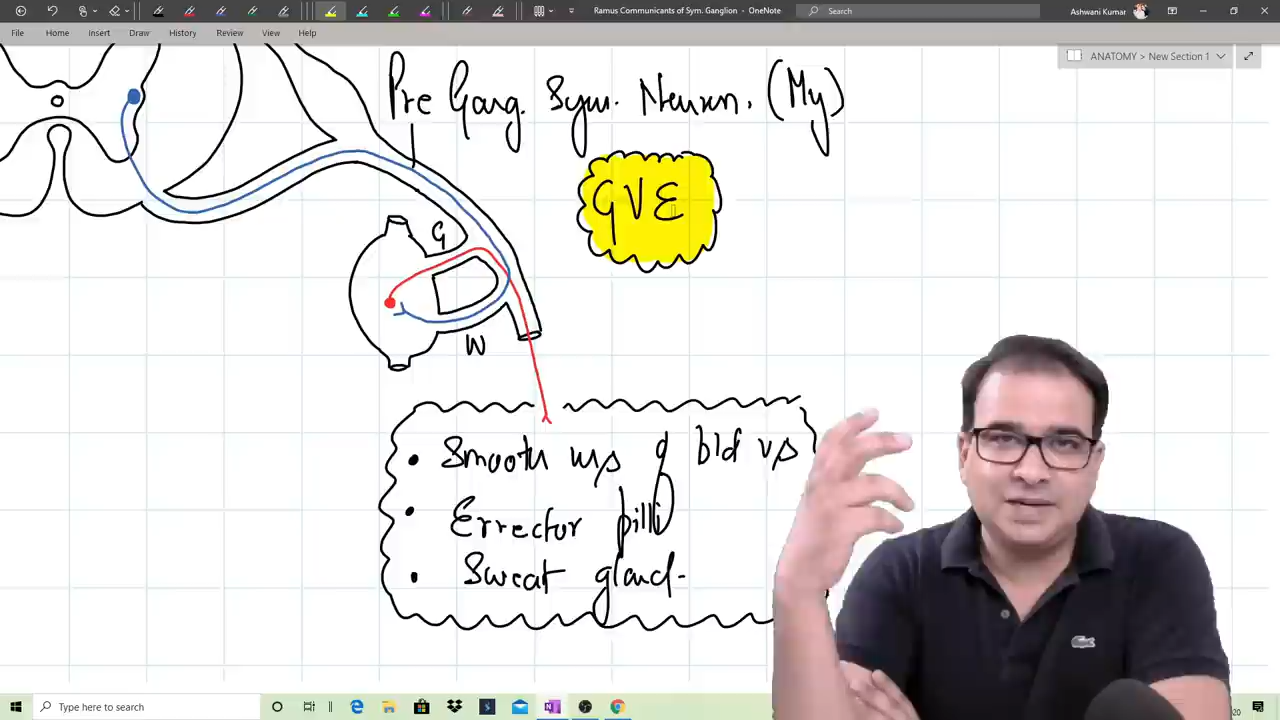 Ramus Communicants of Sym. Ganglion - OneNote
Search
Ashwani Kumar
File Home Insert Draw History Review View Help
ANATOMY > New Section 1
Pre Gang. Sym. Neuron. (My)
GVE
G
W
• Smooth ms of bld vs
• Errector pilli
• Sweat gland-
Type here to search
20